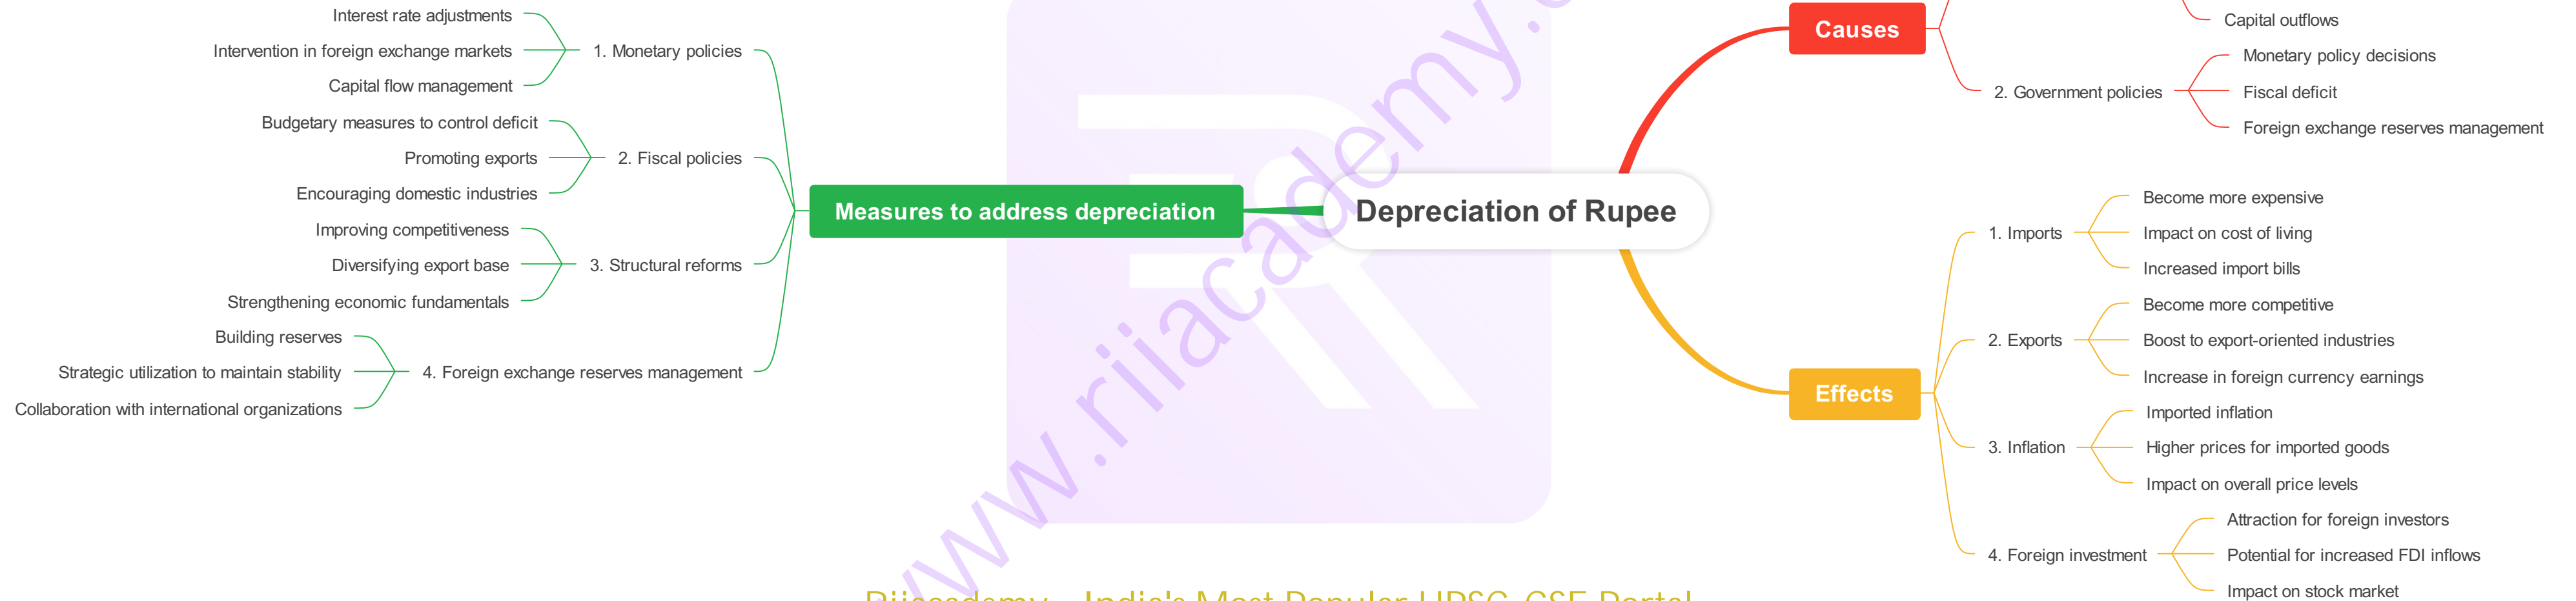 Depreciation of Rupee
Causes
Capital outflows
2. Government policies
Monetary policy decisions
Fiscal deficit
Foreign exchange reserves management
Effects
1. Imports
Become more expensive
Impact on cost of living
Increased import bills
2. Exports
Become more competitive
Boost to export-oriented industries
Increase in foreign currency earnings
3. Inflation
Imported inflation
Higher prices for imported goods
Impact on overall price levels
4. Foreign investment
Attraction for foreign investors
Potential for increased FDI inflows
Impact on stock market
Measures to address depreciation
1. Monetary policies
Interest rate adjustments
Intervention in foreign exchange markets
Capital flow management
2. Fiscal policies
Budgetary measures to control deficit
Promoting exports
Encouraging domestic industries
3. Structural reforms
Improving competitiveness
Diversifying export base
Strengthening economic fundamentals
4. Foreign exchange reserves management
Building reserves
Strategic utilization to maintain stability
Collaboration with international organizations
www.riiacademy.
India's Most Popular UPSC-CSE Portal